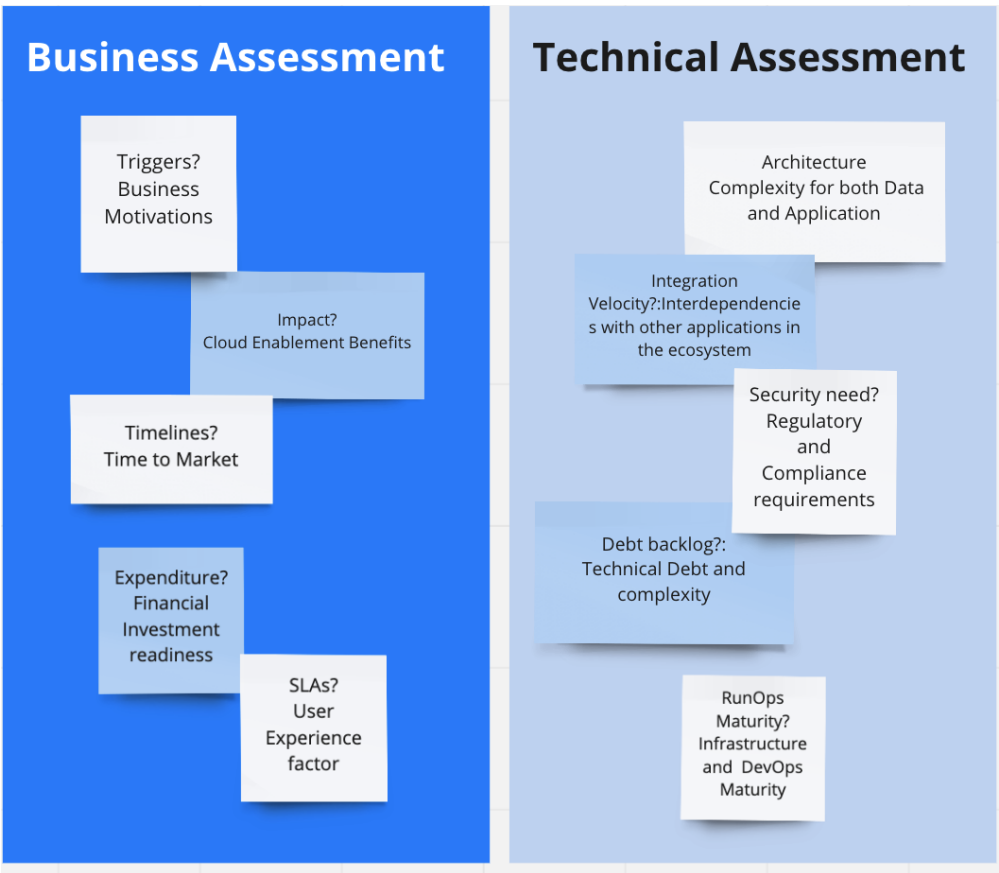 Business Assessment
Triggers?
Business
Motivations
Impact?
Cloud Enablement Benefits
Timelines?
Time to Market
Expenditure?
Financial
Investment
readiness
SLAs?
User
Experience
factor
Technical Assessment
Architecture
Complexity for both Data
and Application
Integration
Velocity?:Interdependencie
s with other applications in
the ecosystem
Security need?
Regulatory
and
Compliance
requirements
Debt backlog?:
Technical Debt and
complexity
RunOps
Maturity?
Infrastructure
and DevOps
Maturity